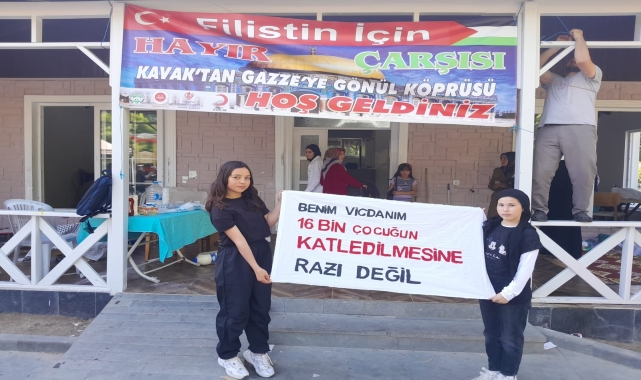 Filistin İçin
HAYIR ÇARŞISI
KAVAK'TAN GAZZE'YE GÖNÜL KÖPRÜSÜ
HOŞ GELDİNİZ
BENİM VİCDANIM
16 BİN ÇOCUĞUN
KATLEDİLMESİNE
RAZI DEĞİL